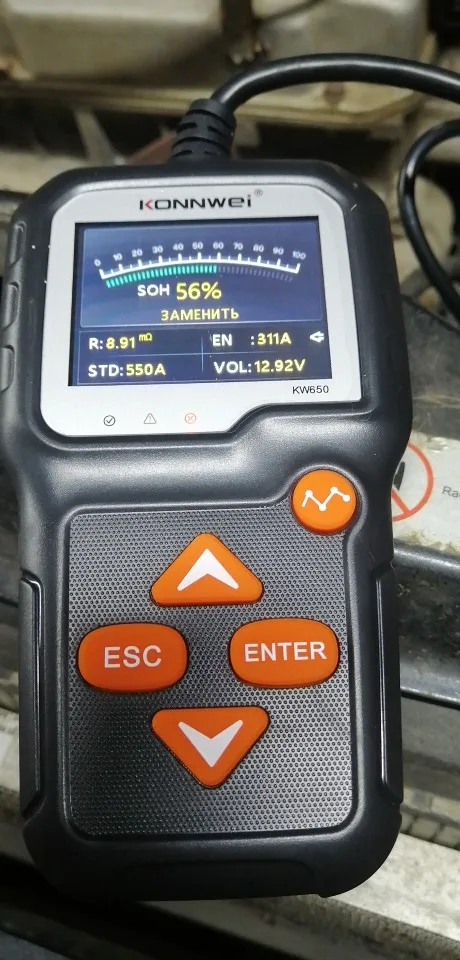 KONNWEI®
0 10 20 30 40 50 60 70 80 90 100
SOH 56%
ЗАМЕНИТЬ
R: 8.91 mΩ EN : 311A
STD: 550A VOL: 12.92V
KW650
ESC ENTER
Ra